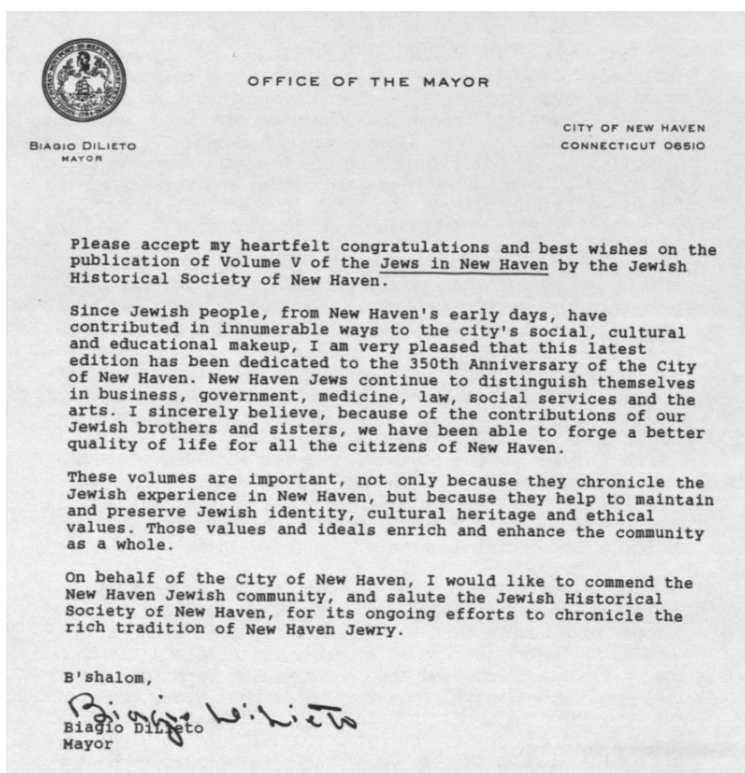 OFFICE OF THE MAYOR
BIAGIO DILIETO
MAYOR
CITY OF NEW HAVEN
CONNECTICUT 06510
Please accept my heartfelt congratulations and best wishes on the
publication of Volume V of the Jews in New Haven by the Jewish
Historical Society of New Haven.
Since Jewish people, from New Haven's early days, have
contributed in innumerable ways to the city's social, cultural
and educational makeup, I am very pleased that this latest
edition has been dedicated to the 350th Anniversary of the City
of New Haven. New Haven Jews continue to distinguish themselves
in business, government, medicine, law, social services and the
arts. I sincerely believe, because of the contributions of our
Jewish brothers and sisters, we have been able to forge a better
quality of life for all the citizens of New Haven.
These volumes are important, not only because they chronicle the
Jewish experience in New Haven, but because they help to maintain
and preserve Jewish identity, cultural heritage and ethical
values. Those values and ideals enrich and enhance the community
as a whole.
On behalf of the City of New Haven, I would like to commend the
New Haven Jewish community, and salute the Jewish Historical
Society of New Haven, for its ongoing efforts to chronicle the
rich tradition of New Haven Jewry.
B'shalom,
Biagio DiLieto
Biagio DiLieto
Mayor